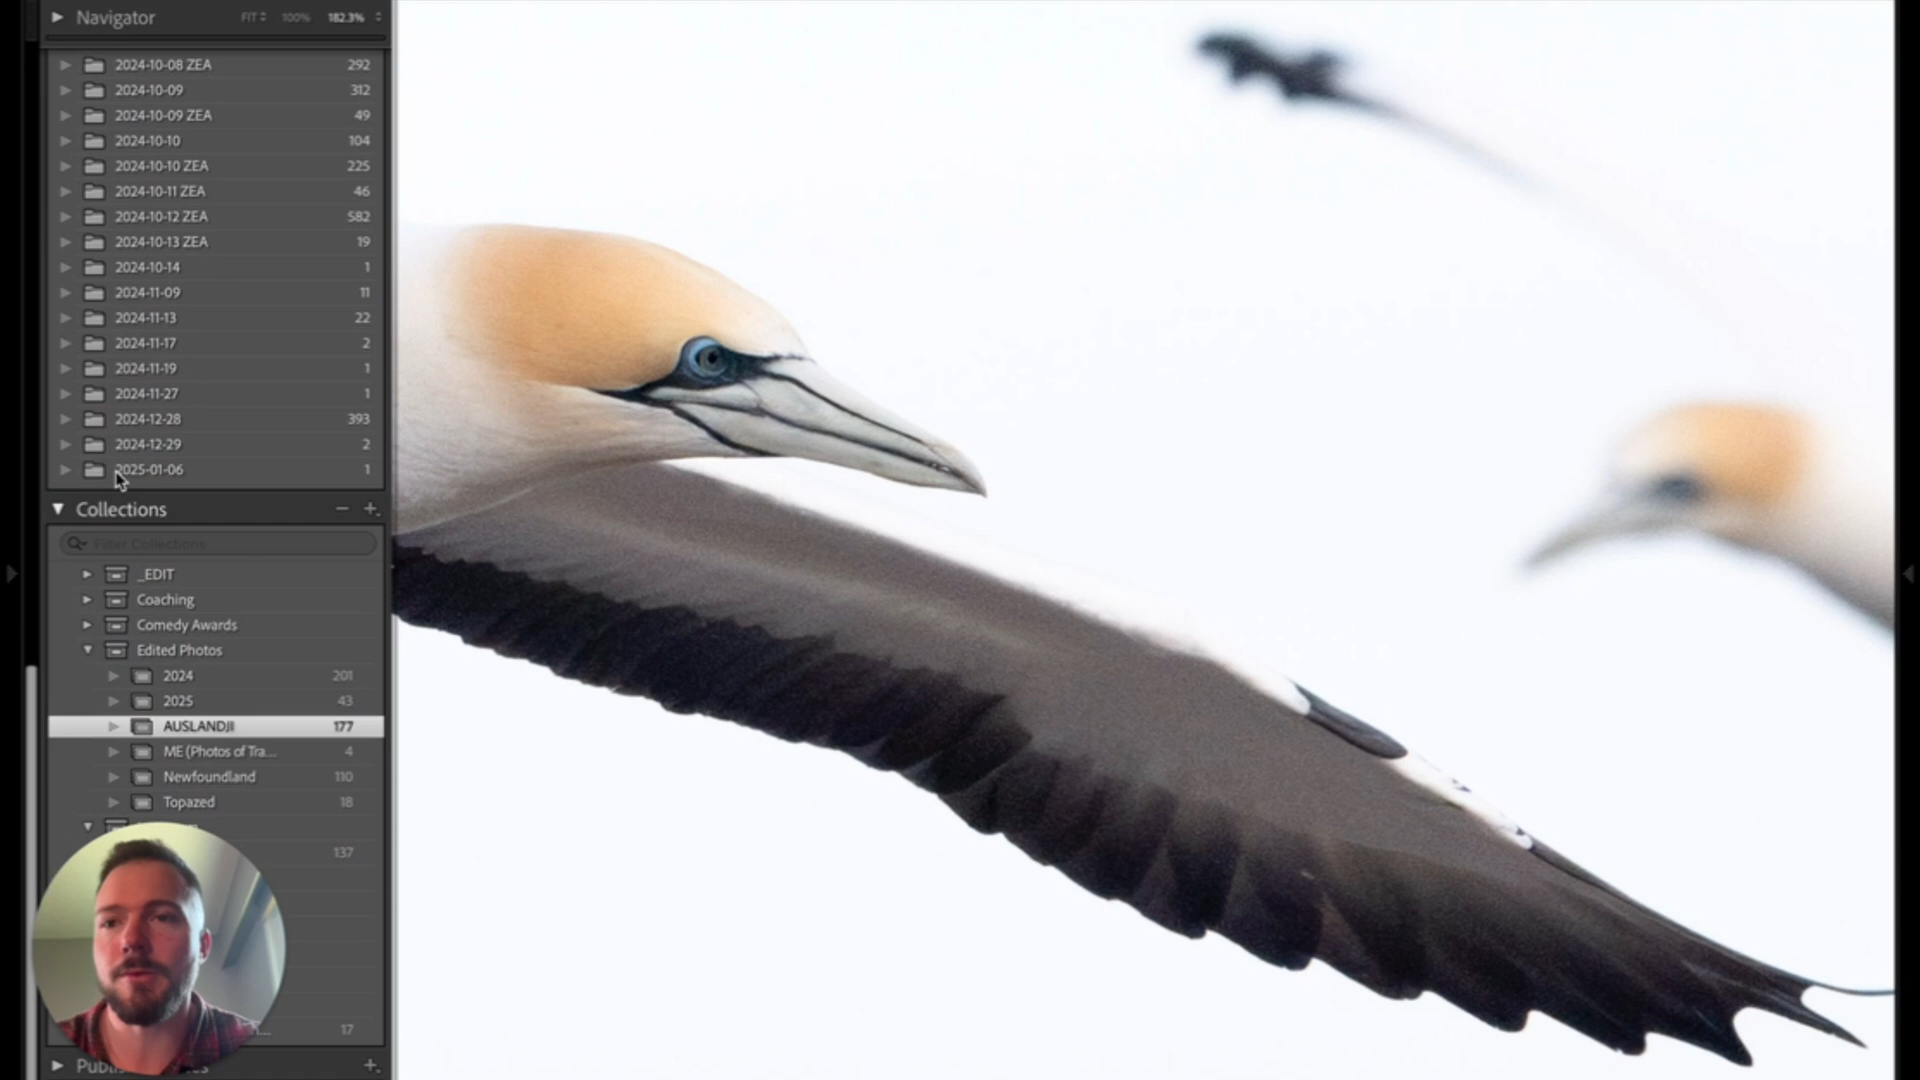 Navigator FIT 100% 182.3%
2024-10-08 ZEA 292
2024-10-09 312
2024-10-09 ZEA 49
2024-10-10 104
2024-10-10 ZEA 225
2024-10-11 ZEA 46
2024-10-12 ZEA 582
2024-10-13 ZEA 19
2024-10-14 1
2024-11-09 11
2024-11-13 22
2024-11-17 2
2024-11-19 1
2024-11-27 1
2024-12-28 393
2024-12-29 2
2025-01-06 1
Collections
Filter Collections
_EDIT
Coaching
Comedy Awards
Edited Photos
2024 201
2025 43
AUSLANDJI 177
ME (Photos of Tra... 4
Newfoundland 110
Topazed 18
137
17